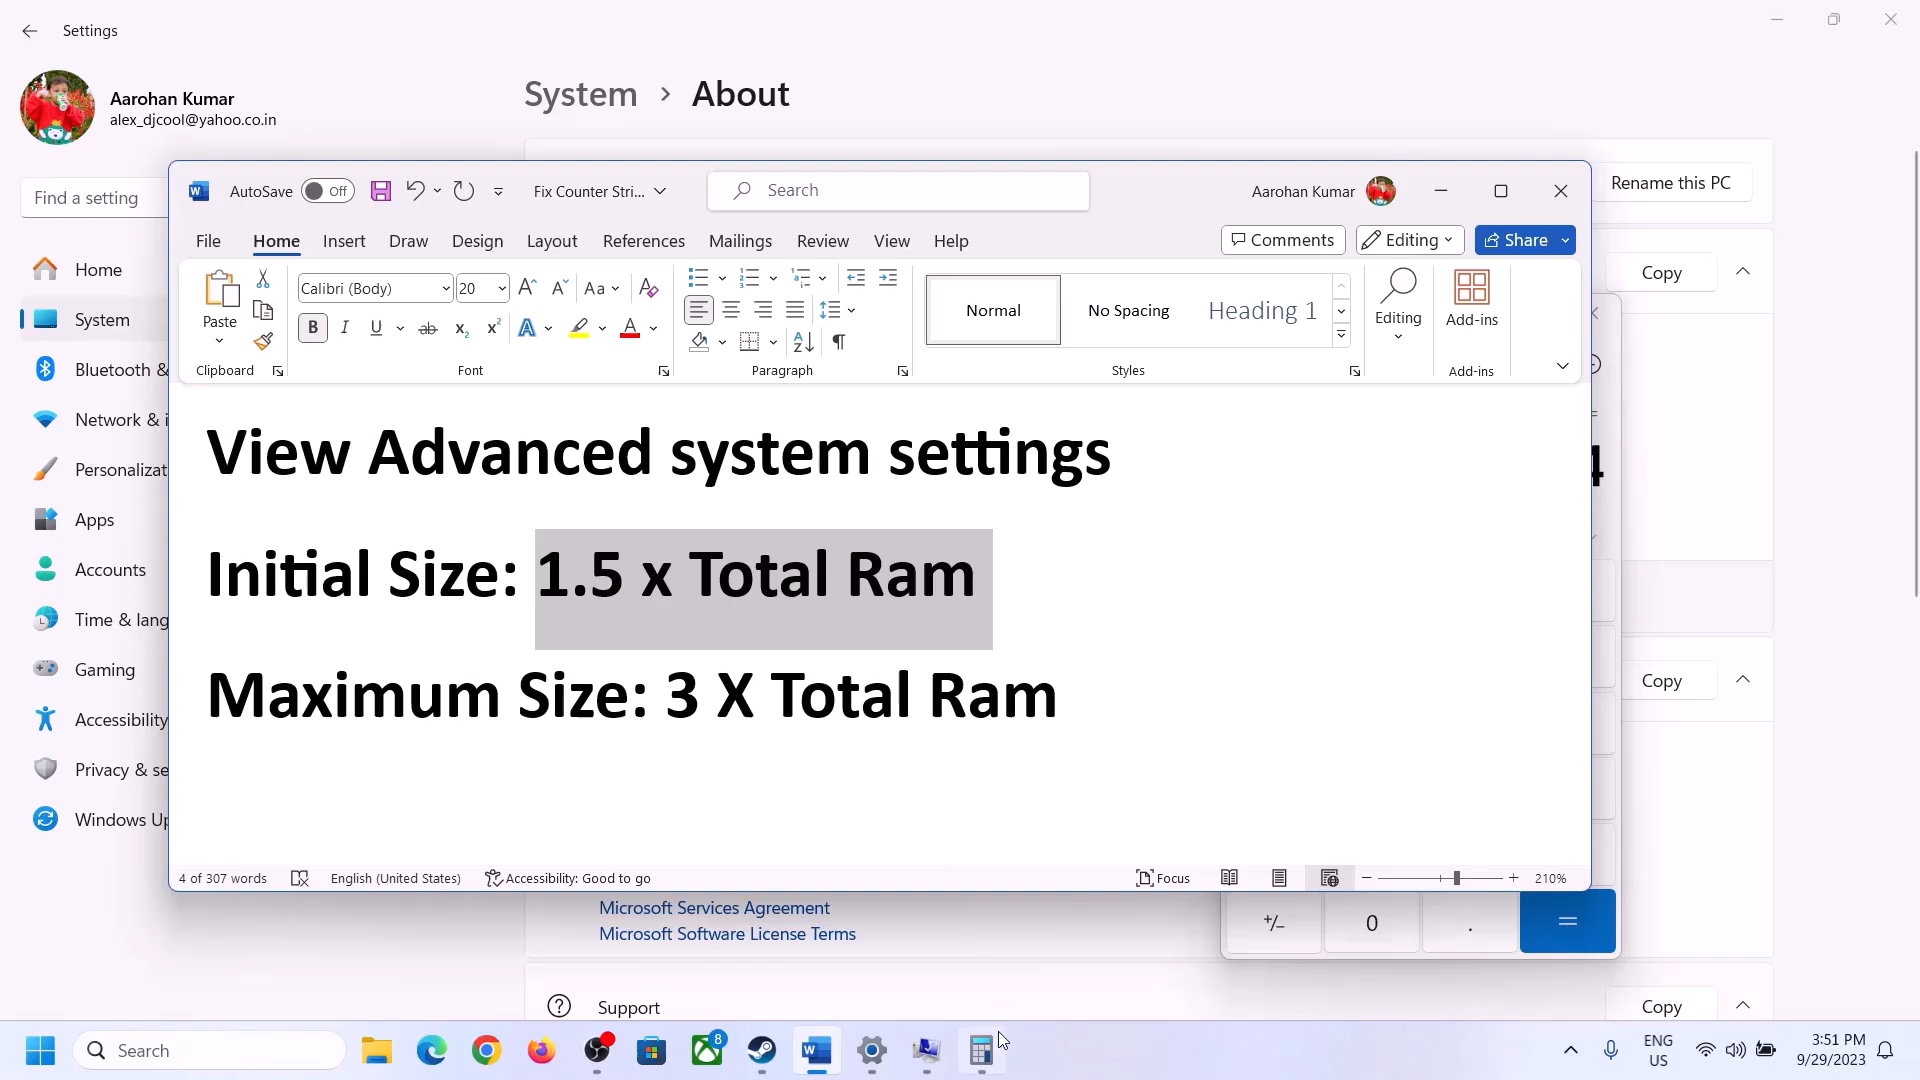 Settings
Aarohan Kumar
alex_djcool@yahoo.co.in
Find a setting
Home
System
Bluetooth &
Network & i
Personalizat
Apps
Accounts
Time & lang
Gaming
Accessibility
Privacy & se
Windows Up
System > About
Rename this PC
Copy
Copy
AutoSave Off
Fix Counter Stri...
Search
Aarohan Kumar
File Home Insert Draw Design Layout References Mailings Review View Help
Comments Editing Share
Paste
Clipboard
Calibri (Body) 20
Font
Paragraph
Normal No Spacing Heading 1
Styles
Editing
Add-ins
Add-ins
View Advanced system settings
Initial Size: 1.5 x Total Ram
Maximum Size: 3 X Total Ram
4 of 307 words English (United States) Accessibility: Good to go Focus 210%
Microsoft Services Agreement
Microsoft Software License Terms
+/- 0 . =
Support
Copy
Search
8
ENG
US
3:51 PM
9/29/2023